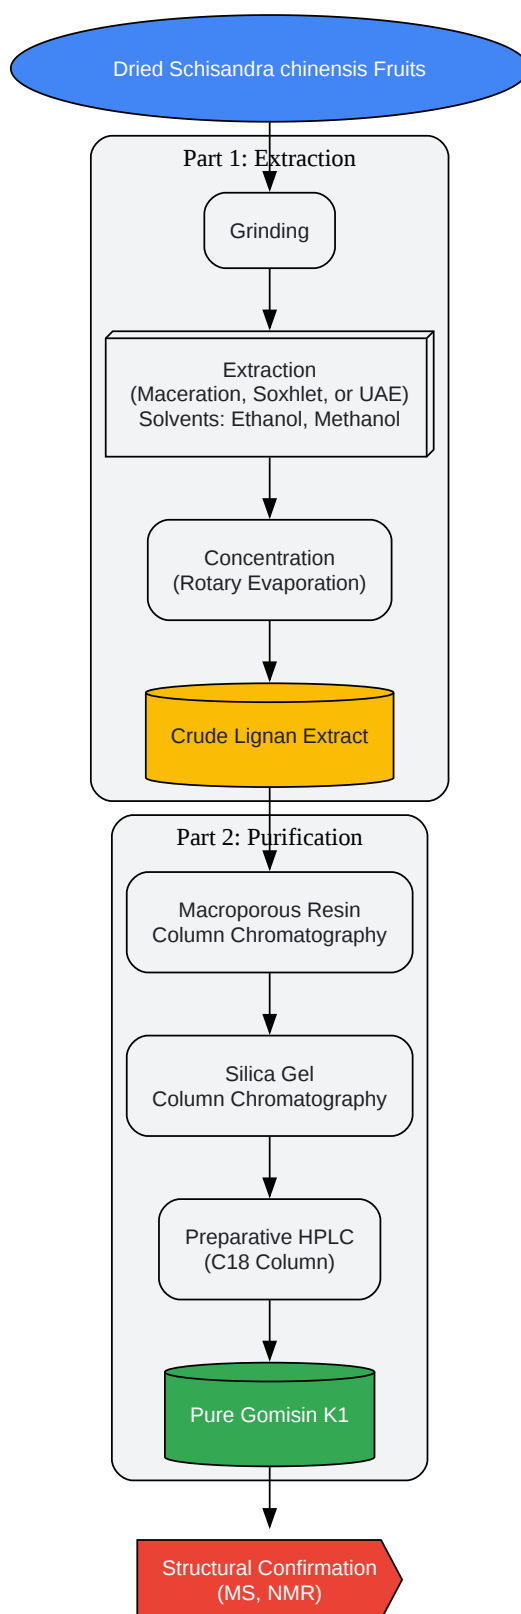 Dried Schisandra chinensis Fruits
Part 1: Extraction
Grinding
Extraction
(Maceration, Soxhlet, or UAE)
Solvents: Ethanol, Methanol
Concentration
(Rotary Evaporation)
Crude Lignan Extract
Part 2: Purification
Macroporous Resin
Column Chromatography
Silica Gel
Column Chromatography
Preparative HPLC
(C18 Column)
Pure Gomisin K1
Structural Confirmation
(MS, NMR)